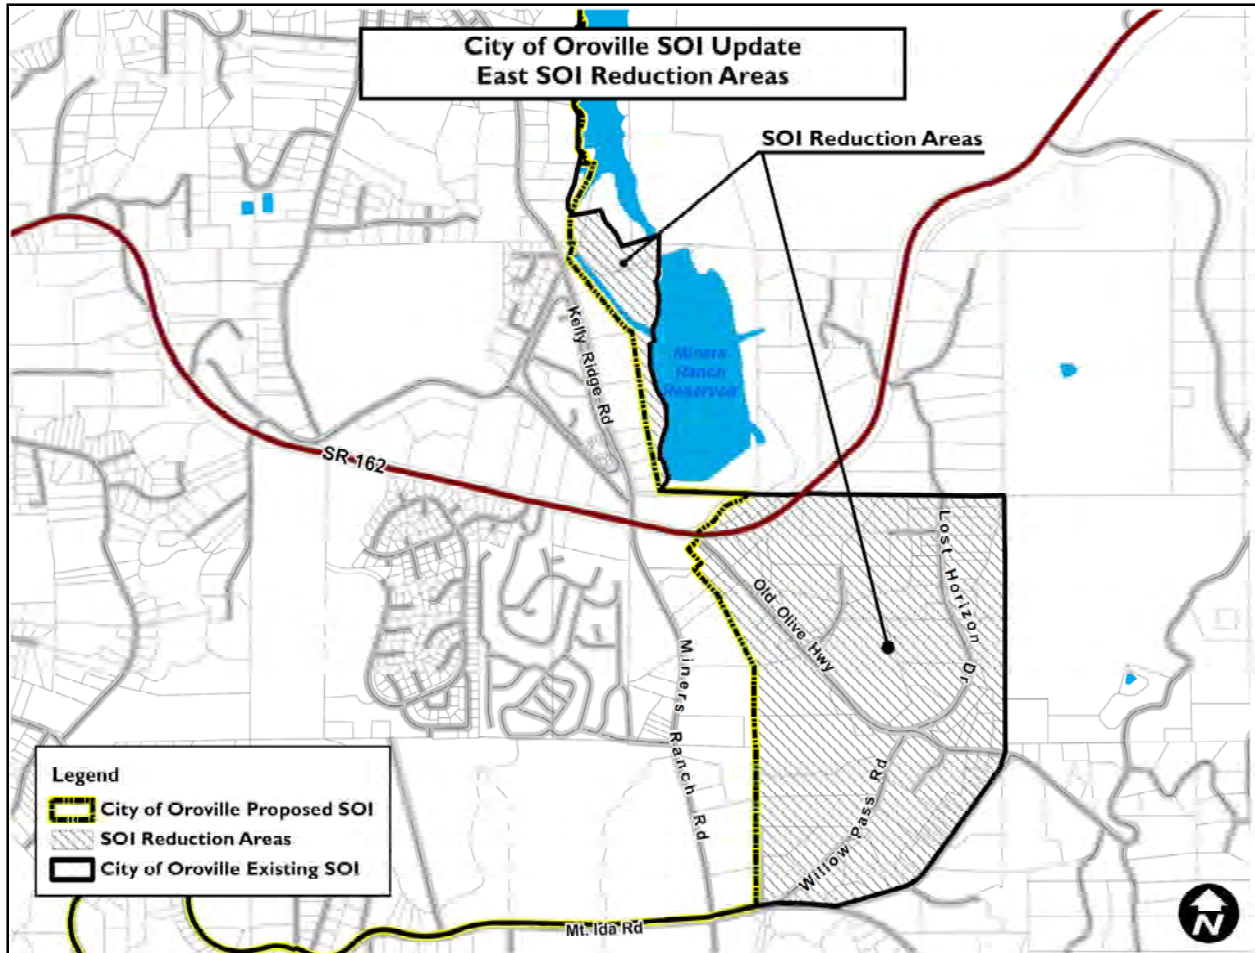 City of Oroville SOI Update
East SOI Reduction Areas
SOI Reduction Areas
Kelly Ridge Rd
Miners
Ranch
Reservoir
SR 162
Lost Horizon Dr
Old Olive Hwy
Miners Ranch Rd
Willow Pass Rd
Mt. Ida Rd
Legend
City of Oroville Proposed SOI
SOI Reduction Areas
City of Oroville Existing SOI
N